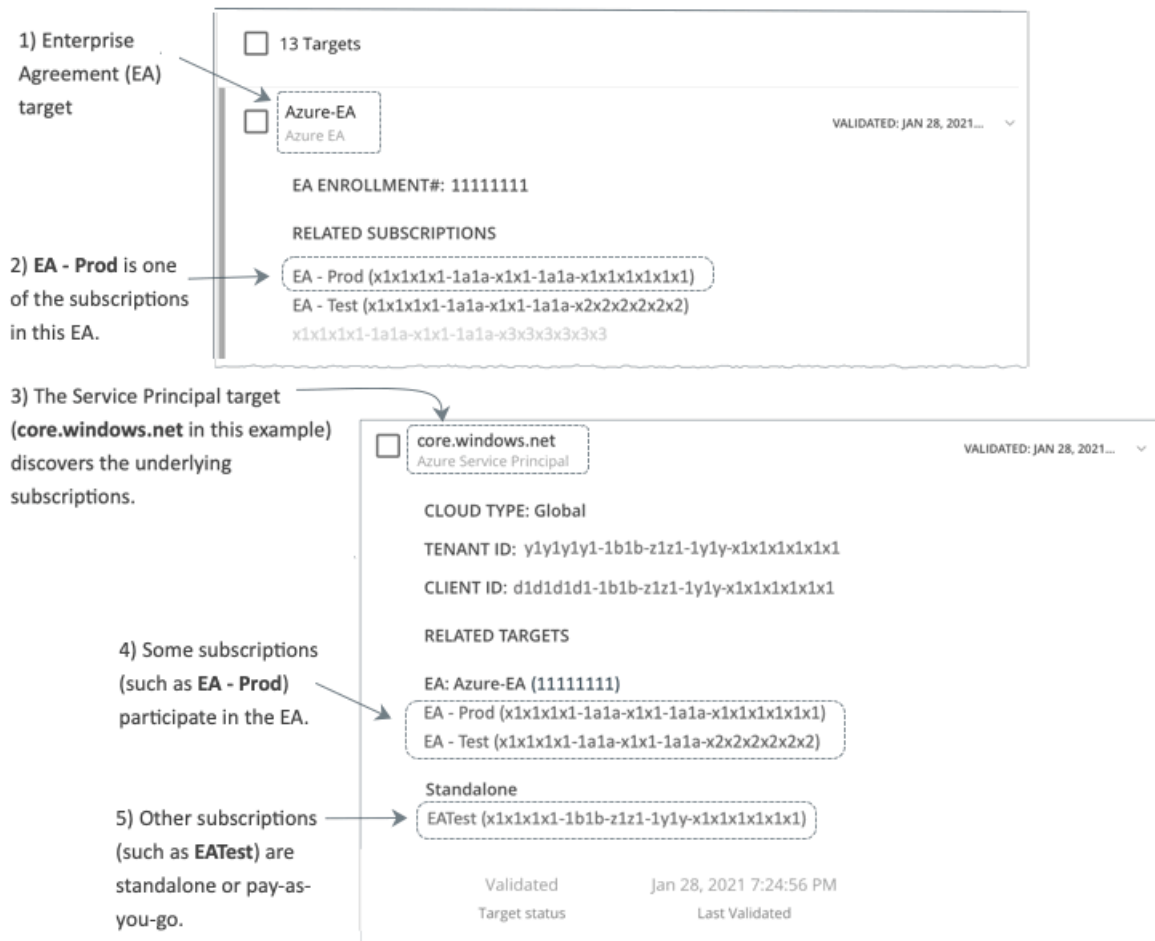 1) Enterprise
Agreement (EA)
target
13 Targets
Azure-EA
Azure EA
VALIDATED: JAN 28, 2021...
EA ENROLLMENT#: 11111111
RELATED SUBSCRIPTIONS
2) EA - Prod is one
of the subscriptions
in this EA.
EA - Prod (x1x1x1x1-1a1a-x1x1-1a1a-x1x1x1x1x1x1)
EA - Test (x1x1x1x1-1a1a-x1x1-1a1a-x2x2x2x2x2x2)
x1x1x1x1-1a1a-x1x1-1a1a-x3x3x3x3x3x3
3) The Service Principal target
(core.windows.net in this example)
discovers the underlying
subscriptions.
core.windows.net
Azure Service Principal
VALIDATED: JAN 28, 2021...
CLOUD TYPE: Global
TENANT ID: y1y1y1y1-1b1b-z1z1-1y1y-x1x1x1x1x1x1
CLIENT ID: d1d1d1d1-1b1b-z1z1-1y1y-x1x1x1x1x1x1
RELATED TARGETS
4) Some subscriptions
(such as EA - Prod)
participate in the EA.
EA: Azure-EA (11111111)
EA - Prod (x1x1x1x1-1a1a-x1x1-1a1a-x1x1x1x1x1x1)
EA - Test (x1x1x1x1-1a1a-x1x1-1a1a-x2x2x2x2x2x2)
Standalone
5) Other subscriptions
(such as EATest) are
standalone or pay-as-
you-go.
EATest (x1x1x1x1-1b1b-z1z1-1y1y-x1x1x1x1x1x1)
Validated
Jan 28, 2021 7:24:56 PM
Target status
Last Validated